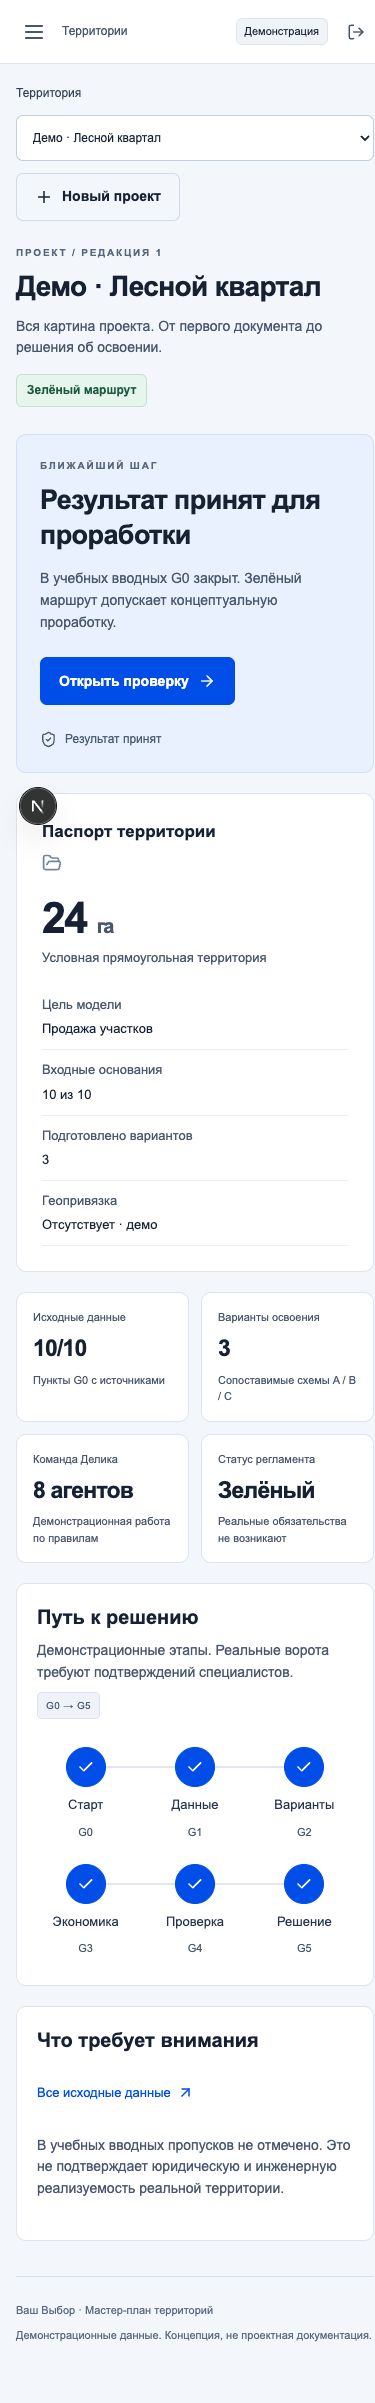 Территории
Демонстрация
Территория
Демо · Лесной квартал
Новый проект
ПРОЕКТ / РЕДАКЦИЯ 1
Демо · Лесной квартал
Вся картина проекта. От первого документа до
решения об освоении.
Зелёный маршрут
БЛИЖАЙШИЙ ШАГ
Результат принят для
проработки
В учебных вводных G0 закрыт. Зелёный
маршрут допускает концептуальную
проработку.
Открыть проверку
Результат принят
N
Паспорт территории
24 га
Условная прямоугольная территория
Цель модели
Продажа участков
Входные основания
10 из 10
Подготовлено вариантов
3
Геопривязка
Отсутствует · демо
Исходные данные
10/10
Пункты G0 с источниками
Варианты освоения
3
Сопоставимые схемы A / B
/ C
Команда Делика
8 агентов
Демонстрационная работа
по правилам
Статус регламента
Зелёный
Реальные обязательства
не возникают
Путь к решению
Демонстрационные этапы. Реальные ворота
требуют подтверждений специалистов.
G0 → G5
Старт
G0
Данные
G1
Варианты
G2
Экономика
G3
Проверка
G4
Решение
G5
Что требует внимания
Все исходные данные
В учебных вводных пропусков не отмечено. Это
не подтверждает юридическую и инженерную
реализуемость реальной территории.
Ваш Выбор · Мастер-план территорий
Демонстрационные данные. Концепция, не проектная документация.